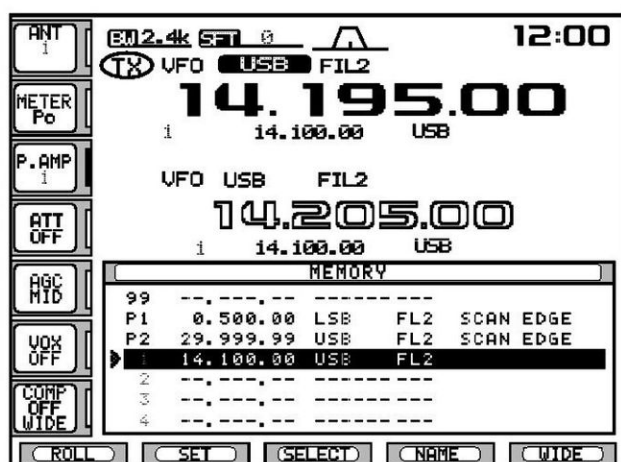 ANT
1
BW 2.4k SFT 0
12:00
TX VFO USB FIL2
METER
Po
14.195.00
1 14.100.00 USB
P.AMP
1
VFO USB FIL2
ATT
OFF
14.205.00
1 14.100.00 USB
AGC
MID
MEMORY
99 --.---.-- ------ ---
P1 0.500.00 LSB FL2 SCAN EDGE
P2 29.999.99 USB FL2 SCAN EDGE
VOX
OFF
1 14.100.00 USB FL2
2 --.---.-- ------ ---
3 --.---.-- ------ ---
4 --.---.-- ------ ---
COMP
OFF
WIDE
ROLL SET SELECT NAME WIDE